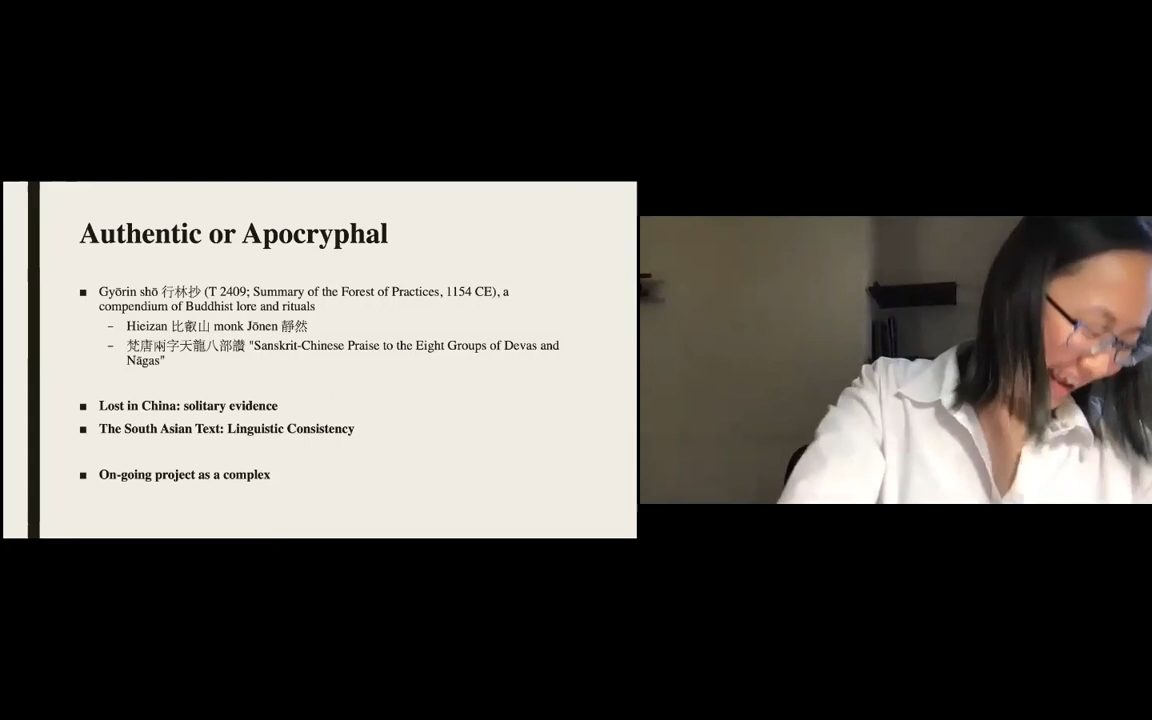 Authentic or Apocryphal
■ Gyōrin shō 行林抄 (T 2409; Summary of the Forest of Practices, 1154 CE), a
compendium of Buddhist lore and rituals
– Hieizan 比叡山 monk Jōnen 靜然
– 梵唐兩字天龍八部讚 "Sanskrit-Chinese Praise to the Eight Groups of Devas and
Nāgas"
■ Lost in China: solitary evidence
■ The South Asian Text: Linguistic Consistency
■ On-going project as a complex